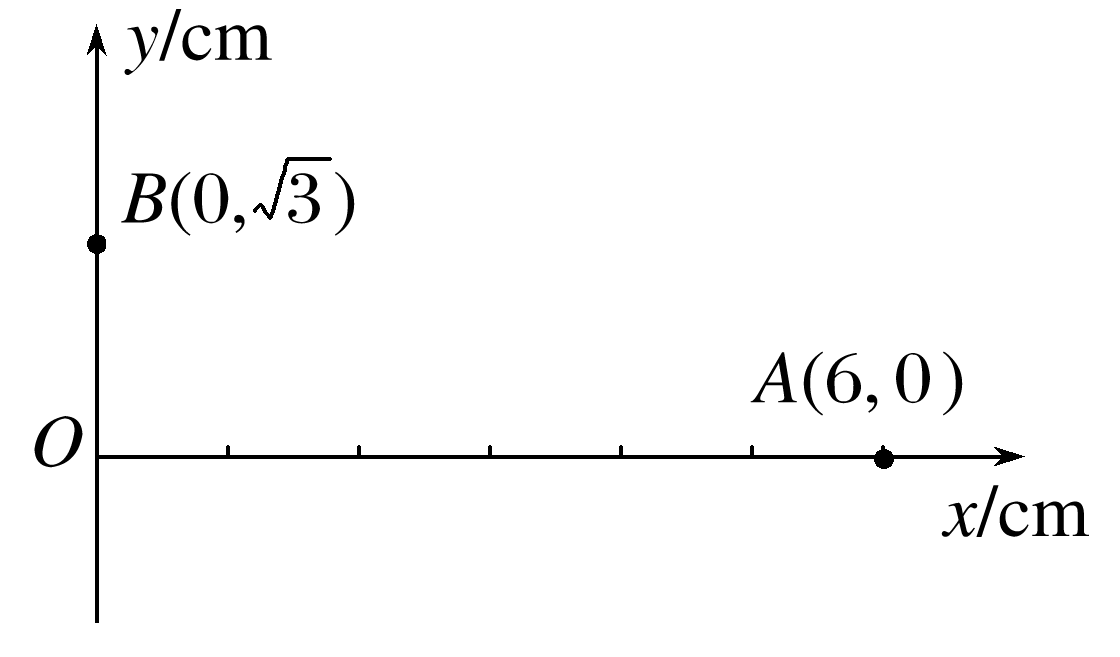 y/cm
B(0,√3)
A(6,0)
O
x/cm